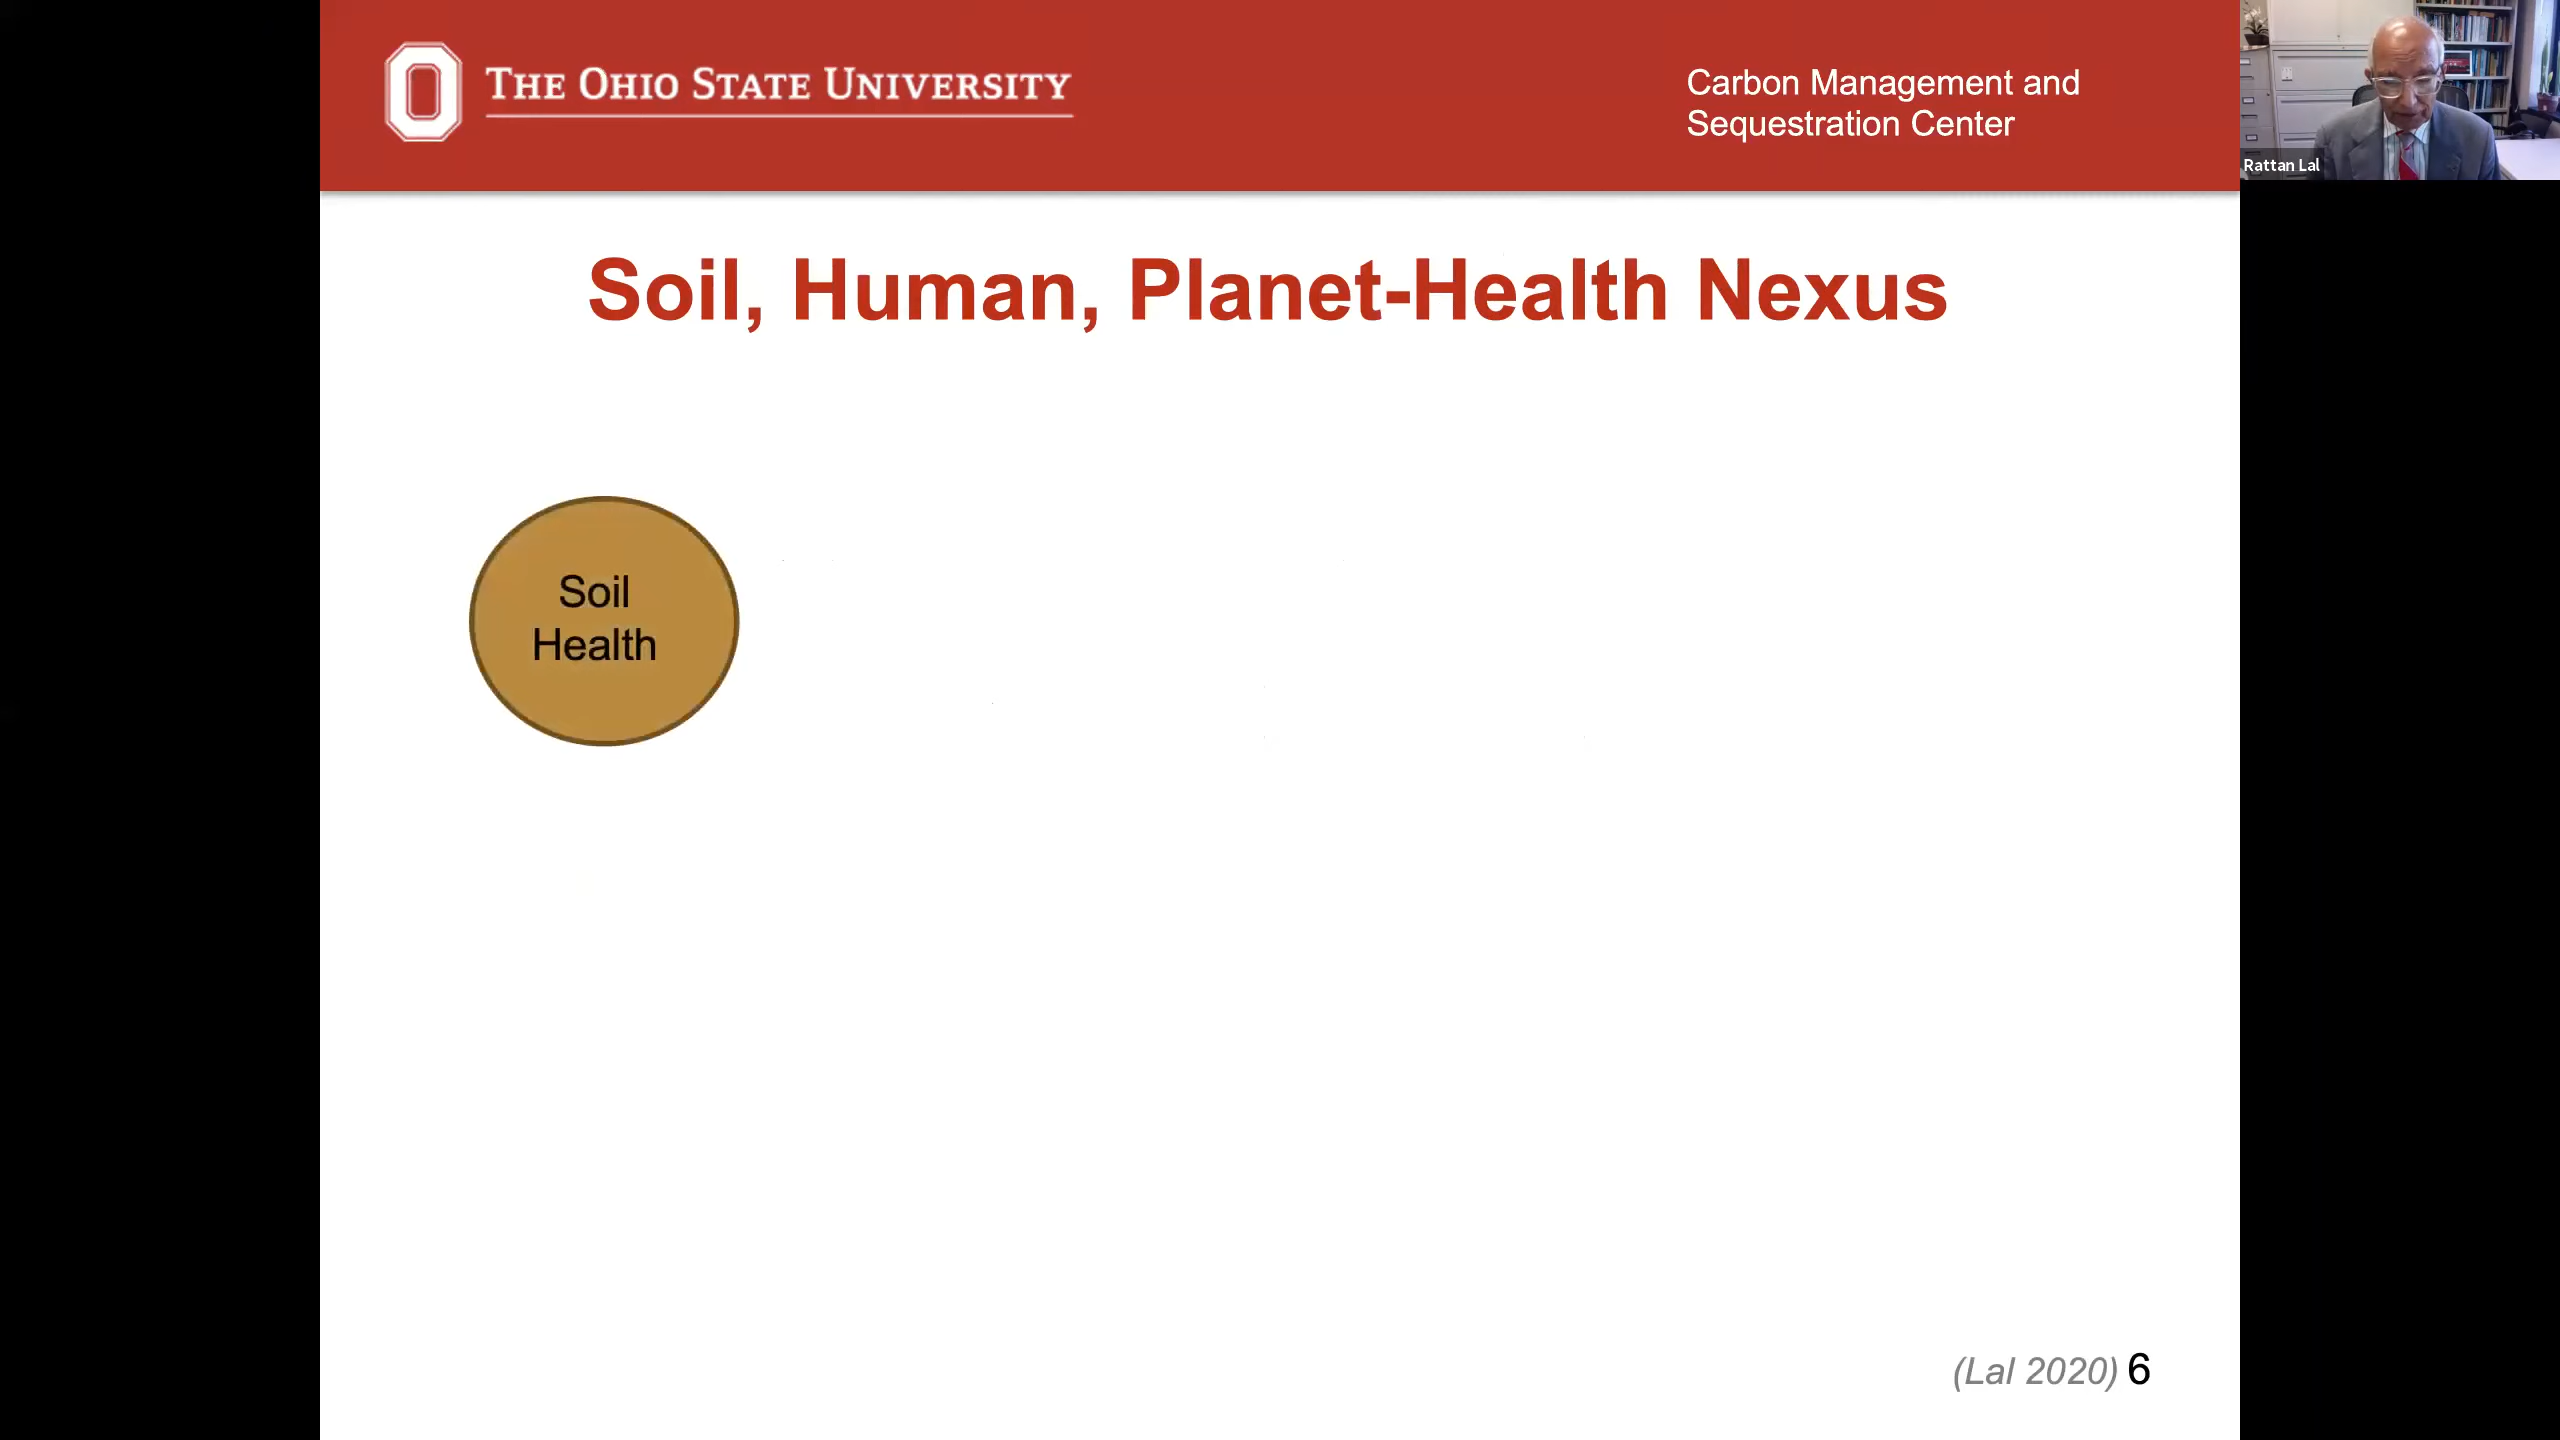 THE OHIO STATE UNIVERSITY
Carbon Management and
Sequestration Center
Rattan Lal
Soil, Human, Planet-Health Nexus
Soil
Health
(Lal 2020) 6